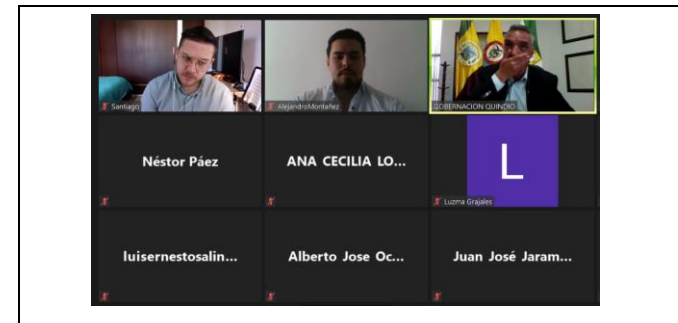 Santiago
AlejandroMontañez
GOBERNACION QUINDIO
Néstor Páez
ANA CECILIA LO...
L
Luzma Grajales
luisernestosalin...
Alberto Jose Oc...
Juan José Jaram...